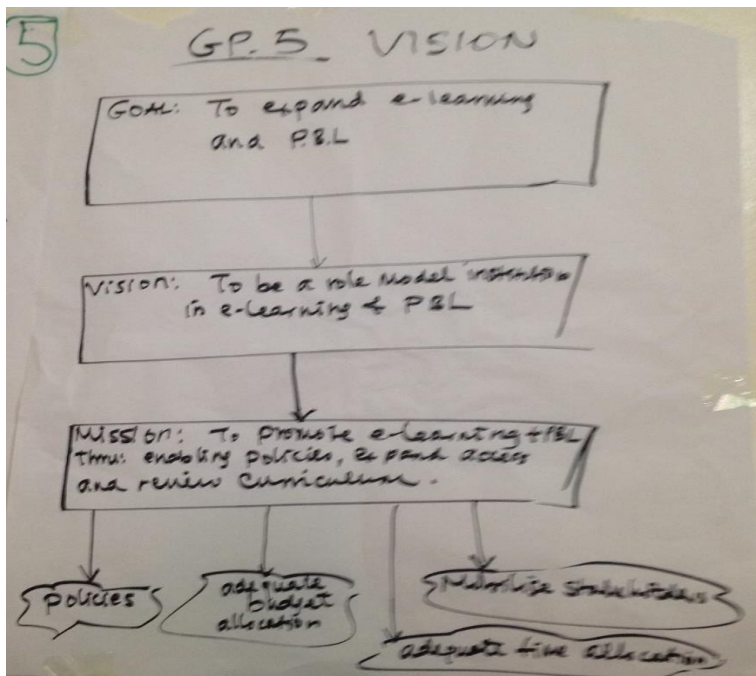 5
GP. 5 VISION
GOAL: To expand e-learning
and P.B.L
VISION: To be a role model institution
in e-learning & PBL
Mission: To promote e-learning + PBL
thru: enabling policies, expand access
and review curriculum.
policies
adequate
budget
allocation
Mobilize stakeholders
adequate time allocation